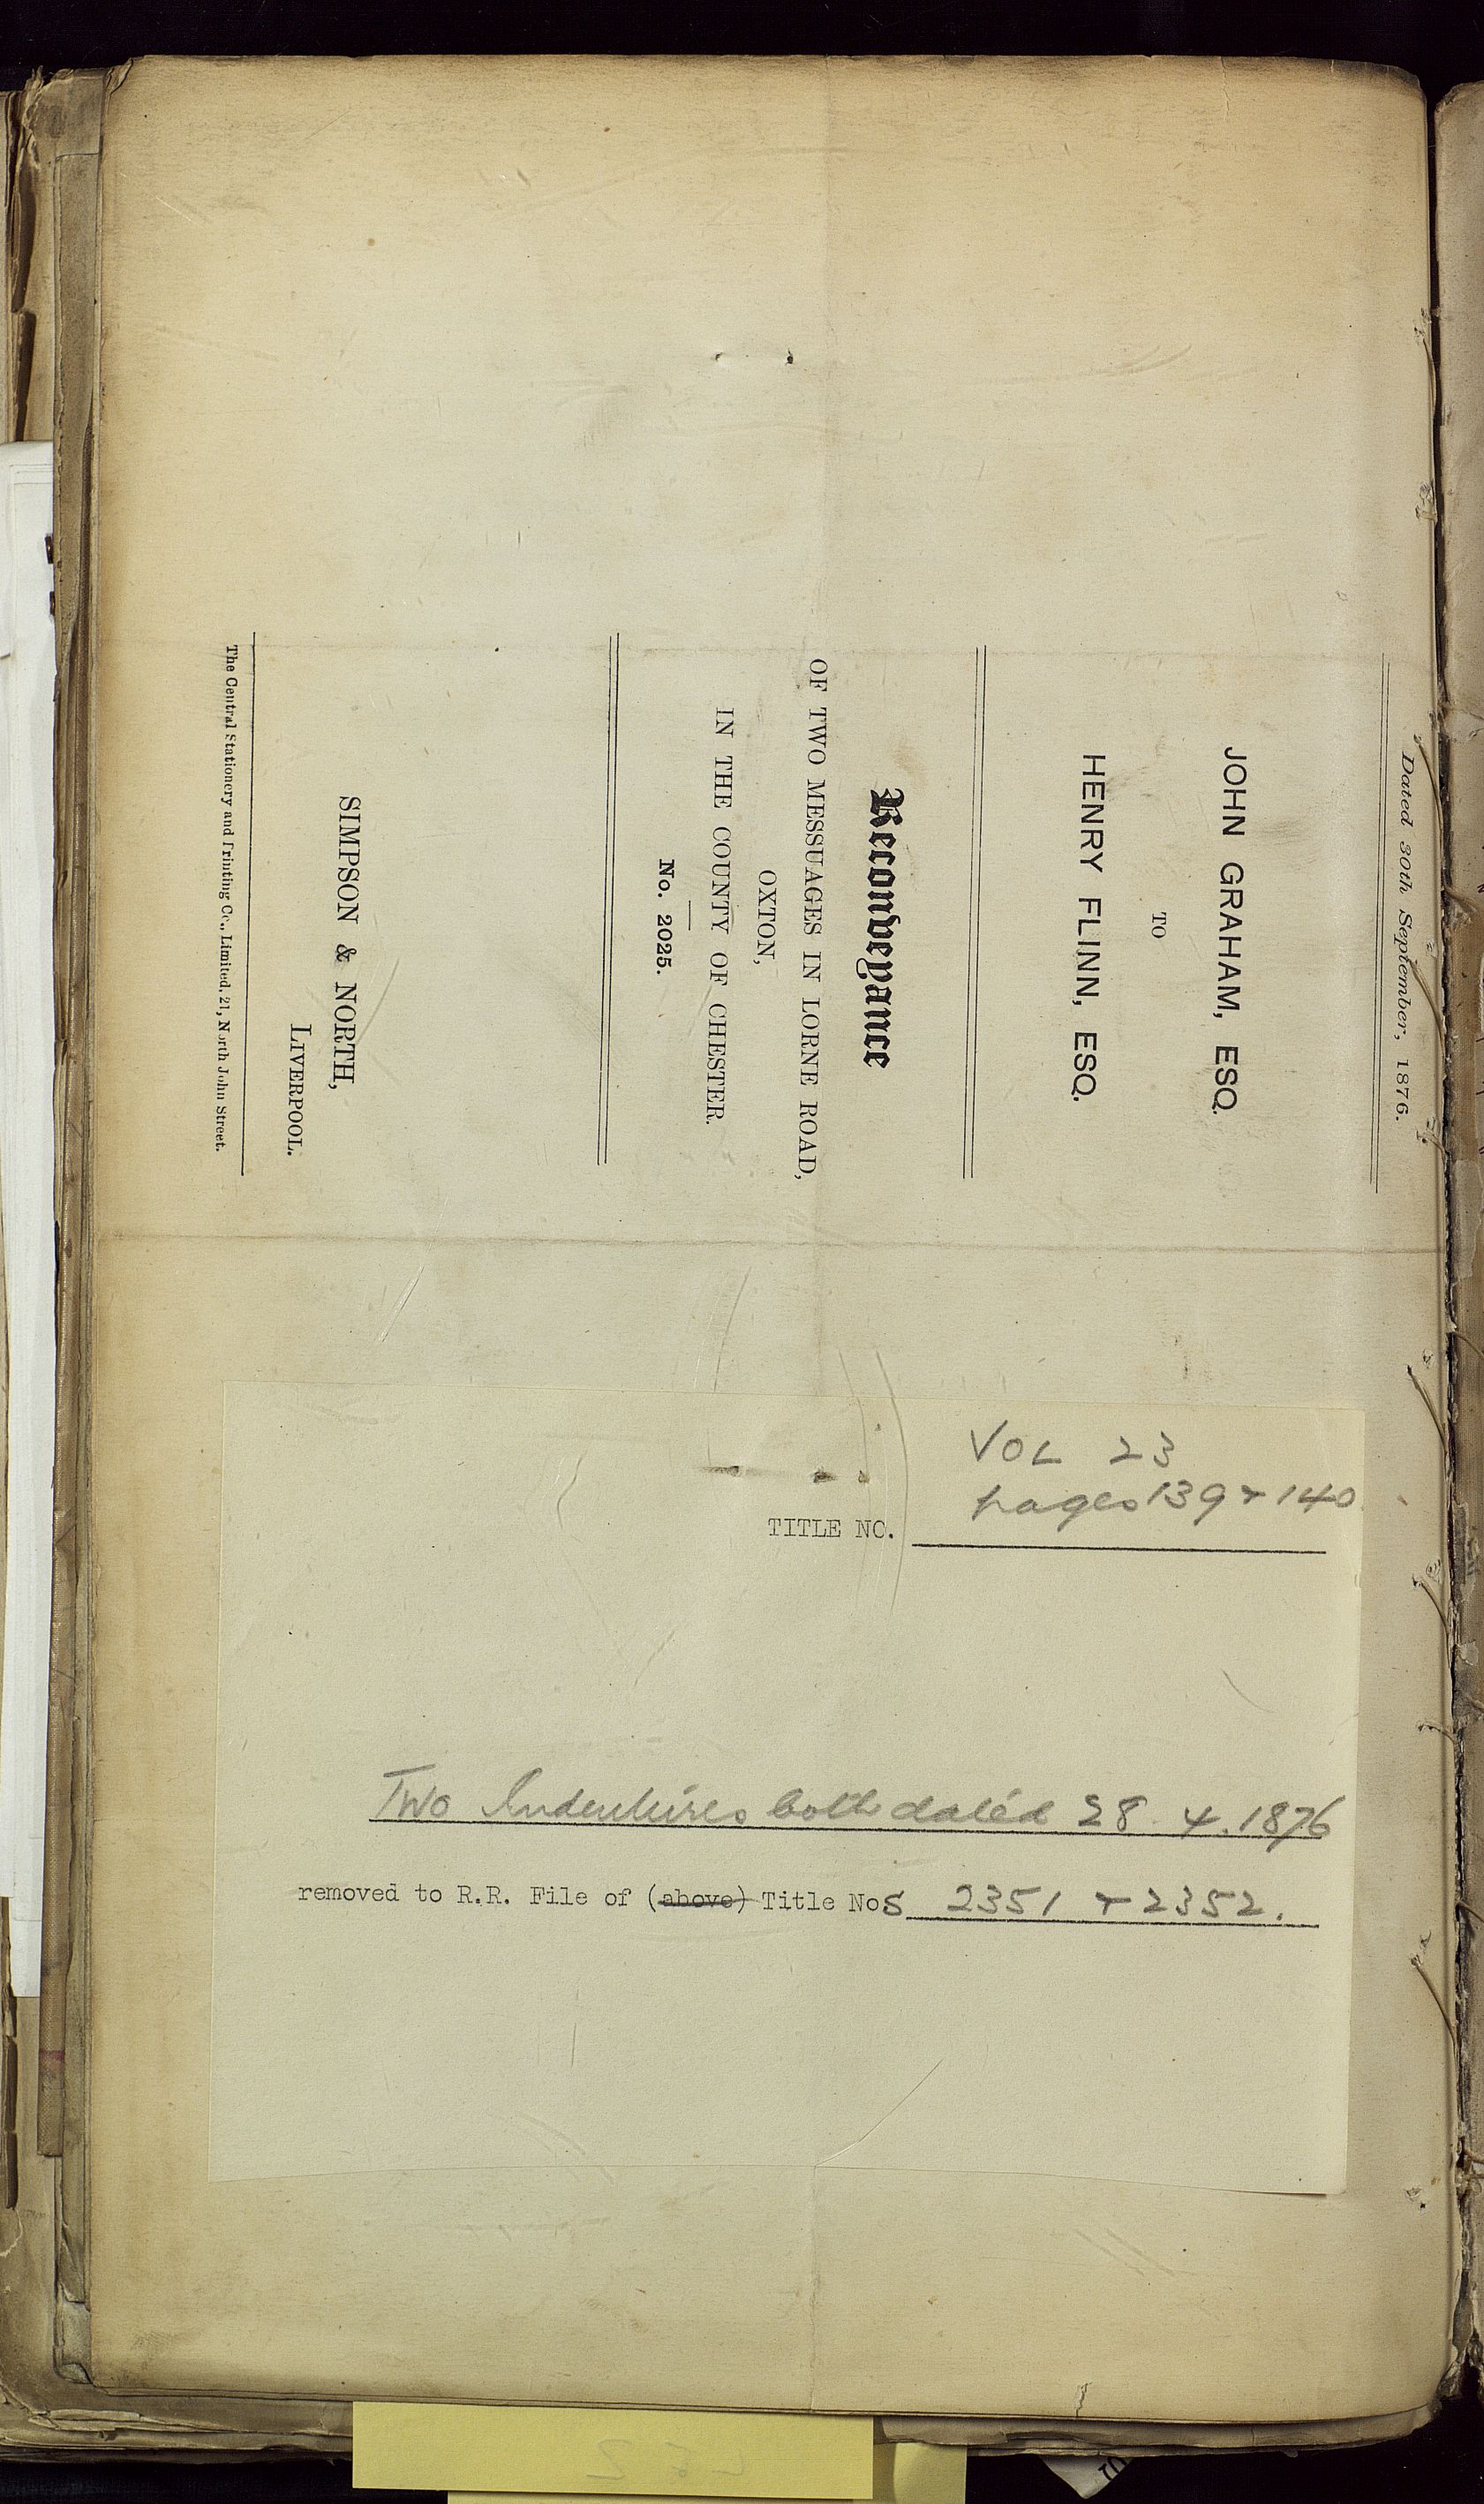 Dated 30th September, 1876.
JOHN GRAHAM, ESQ.
TO
HENRY FLINN, ESQ.
Reconveyance
OF TWO MESSUAGES IN LORNE ROAD,
OXTON,
IN THE COUNTY OF CHESTER.
No. 2025.
SIMPSON & NORTH,
LIVERPOOL.
The Central Stationery and Printing Co., Limited, 21, North John Street.
VOL 23
pages 139 + 140
TITLE NO.
Two Indentures both dated 28.4.1876
removed to R.R. File of (above) Title Nos 2351 + 2352.